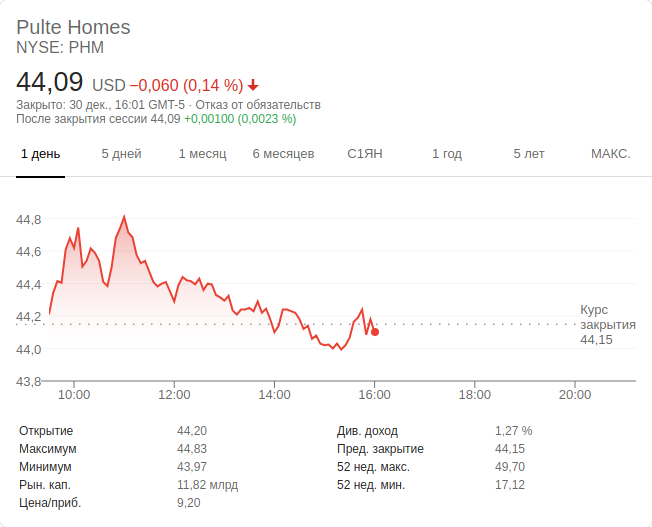 Pulte Homes
NYSE: PHM
44,09 USD −0,060 (0,14 %)
Закрыто: 30 дек., 16:01 GMT-5 · Отказ от обязательств
После закрытия сессии 44,09 +0,00100 (0,0023 %)
1 день 5 дней 1 месяц 6 месяцев С1ЯН 1 год 5 лет МАКС.
44,8
44,6
44,4
44,2
44,0
43,8
Курс
закрытия
44,15
10:00 12:00 14:00 16:00 18:00 20:00
Открытие 44,20
Максимум 44,83
Минимум 43,97
Рын. кап. 11,82 млрд
Цена/приб. 9,20
Див. доход 1,27 %
Пред. закрытие 44,15
52 нед. макс. 49,70
52 нед. мин. 17,12